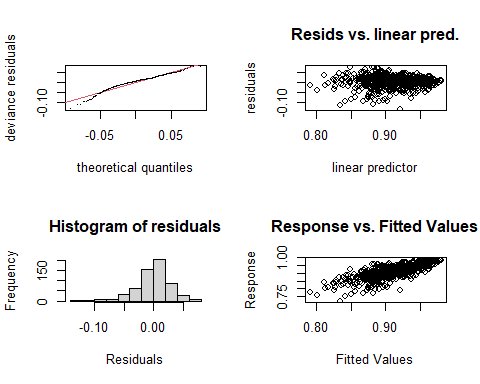 deviance residuals
-0.10
-0.05
0.05
theoretical quantiles
Resids vs. linear pred.
residuals
-0.10
0.80
0.90
linear predictor
Histogram of residuals
Frequency
0
150
-0.10
0.00
Residuals
Response vs. Fitted Values
Response
0.75
1.00
0.80
0.90
Fitted Values